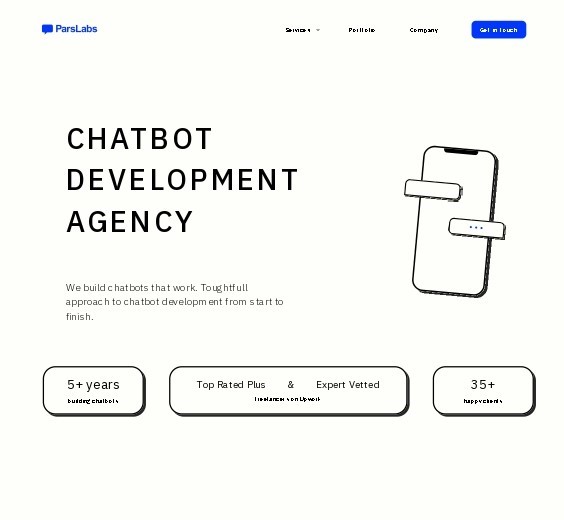 ParsLabs
Services Portfolio Company Get in touch
CHATBOT
DEVELOPMENT
AGENCY
We build chatbots that work. Toughtfull
approach to chatbot development from start to
finish.
5+ years
building chatbots
Top Rated Plus & Expert Vetted
freelancers on Upwork
35+
happy clients